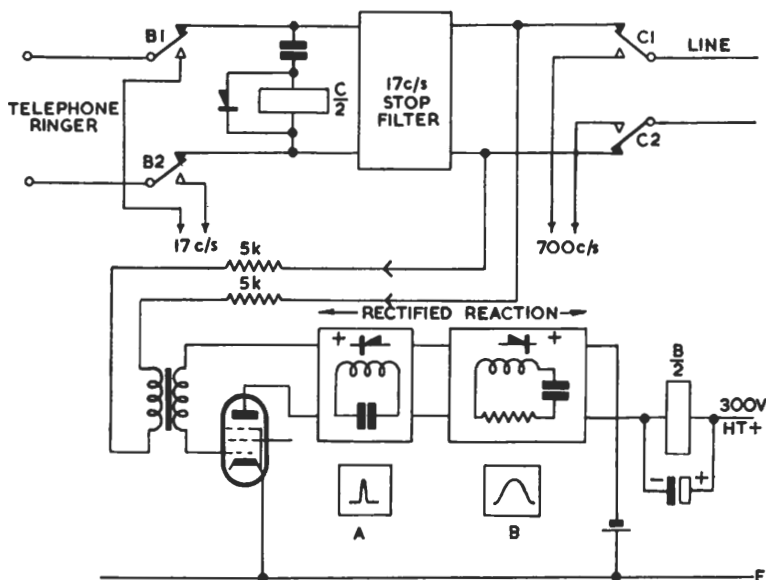 B1
C1
LINE
TELEPHONE
RINGER
C
2
17c/s
STOP
FILTER
B2
C2
17 c/s
700c/s
5k
5k
← RECTIFIED REACTION →
+
+
B
2
300V
HT+
- +
A
B
E